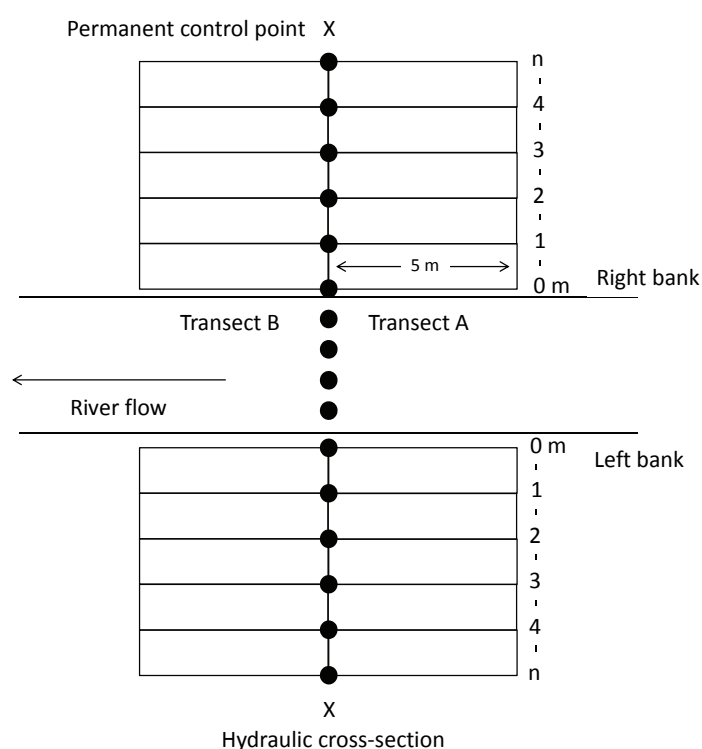 Permanent control point X
n
-
4
-
3
-
2
-
1
-
5 m
0 m
Right bank
Transect B
Transect A
River flow
0 m
Left bank
-
1
-
2
-
3
-
4
-
n
X
Hydraulic cross-section